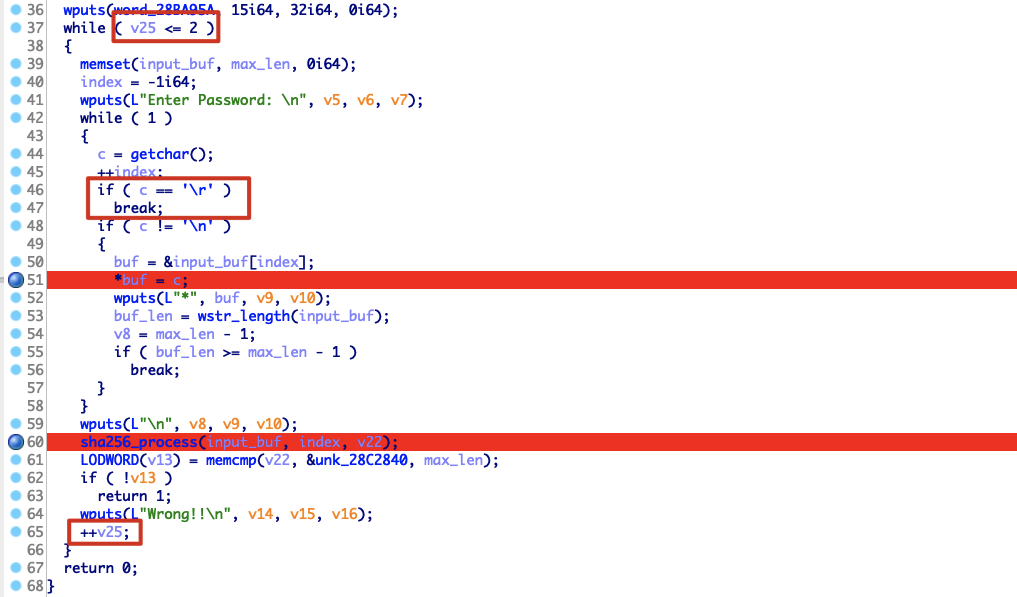 36 wputs(word_28BA95A, 15i64, 32i64, 0i64);
37 while ( v25 <= 2 )
38 {
39 memset(input_buf, max_len, 0i64);
40 index = -1i64;
41 wputs(L"Enter Password: \n", v5, v6, v7);
42 while ( 1 )
43 {
44 c = getchar();
45 ++index;
46 if ( c == '\r' )
47 break;
48 if ( c != '\n' )
49 {
50 buf = &input_buf[index];
51 *buf = c;
52 wputs(L"*", buf, v9, v10);
53 buf_len = wstr_length(input_buf);
54 v8 = max_len - 1;
55 if ( buf_len >= max_len - 1 )
56 break;
57 }
58 }
59 wputs(L"\n", v8, v9, v10);
60 sha256_process(input_buf, index, v22);
61 LODWORD(v13) = memcmp(v22, &unk_28C2840, max_len);
62 if ( !v13 )
63 return 1;
64 wputs(L"Wrong!!\n", v14, v15, v16);
65 ++v25;
66 }
67 return 0;
68 }